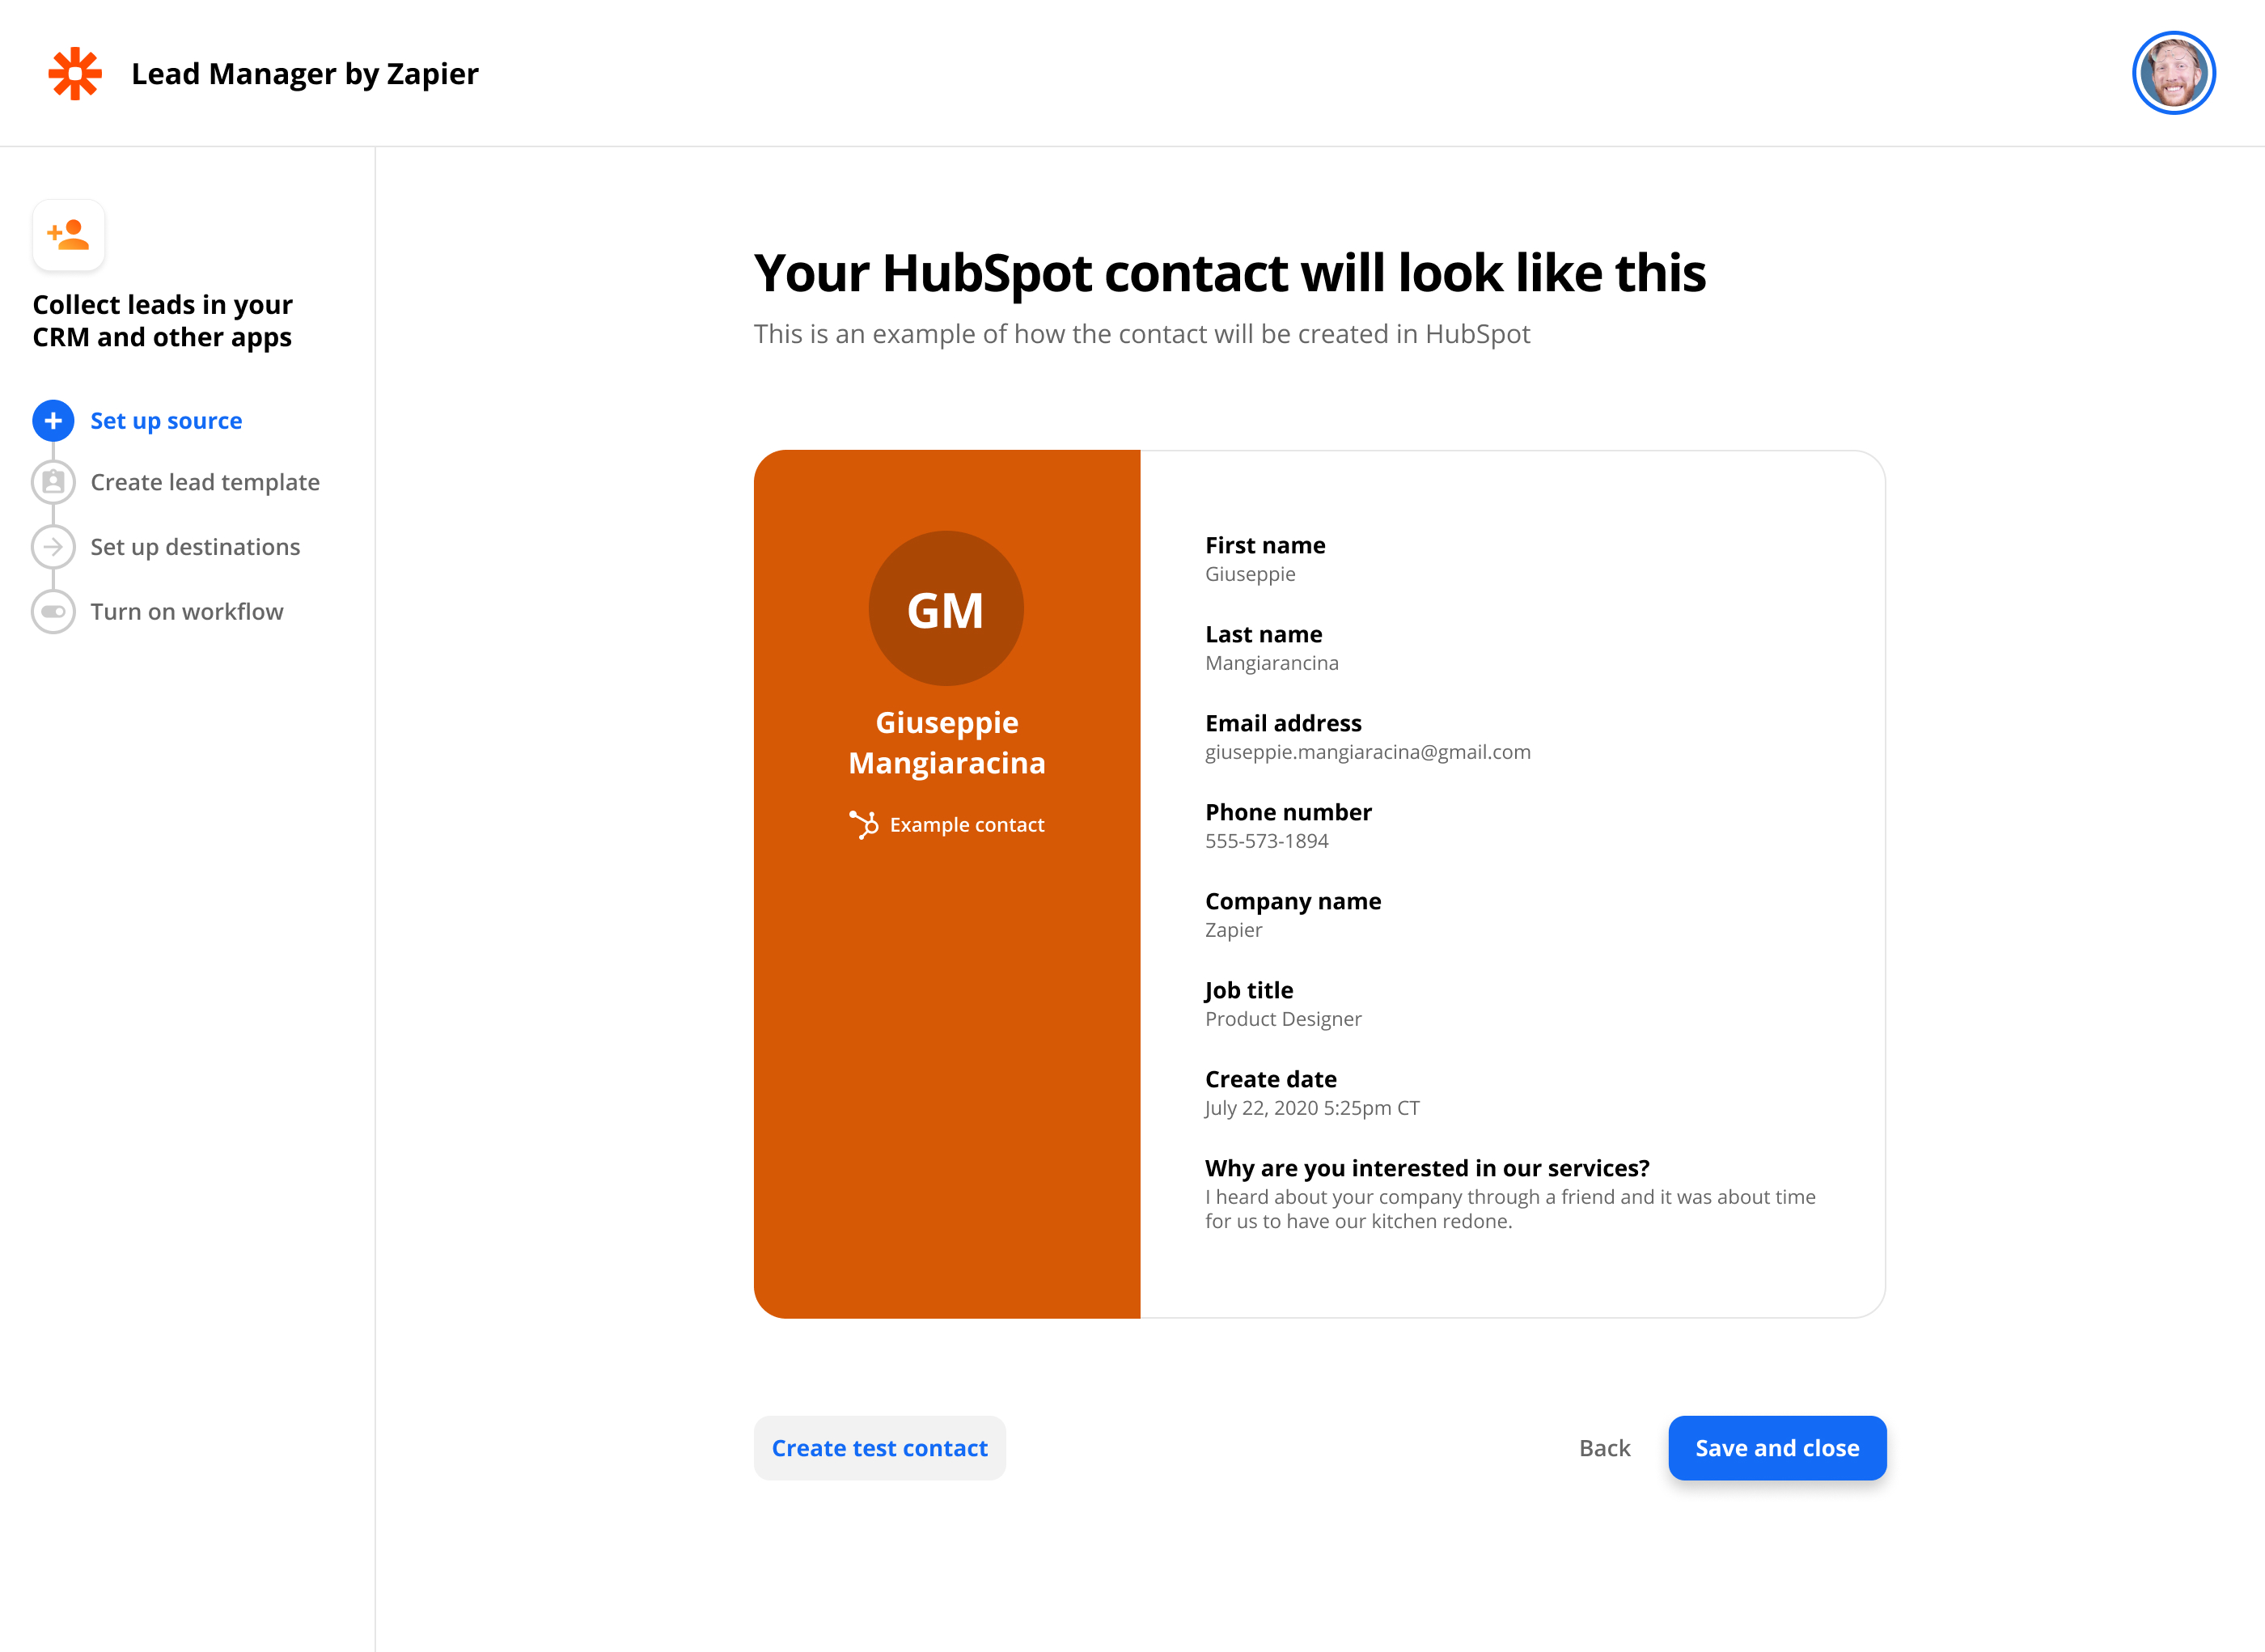 Lead Manager by Zapier
Collect leads in your
CRM and other apps
Set up source
Create lead template
Set up destinations
Turn on workflow
Your HubSpot contact will look like this
This is an example of how the contact will be created in HubSpot
GM
Giuseppie
Mangiaracina
Example contact
First name
Giuseppie
Last name
Mangiarancina
Email address
giuseppie.mangiaracina@gmail.com
Phone number
555-573-1894
Company name
Zapier
Job title
Product Designer
Create date
July 22, 2020 5:25pm CT
Why are you interested in our services?
I heard about your company through a friend and it was about time
for us to have our kitchen redone.
Create test contact
Back
Save and close